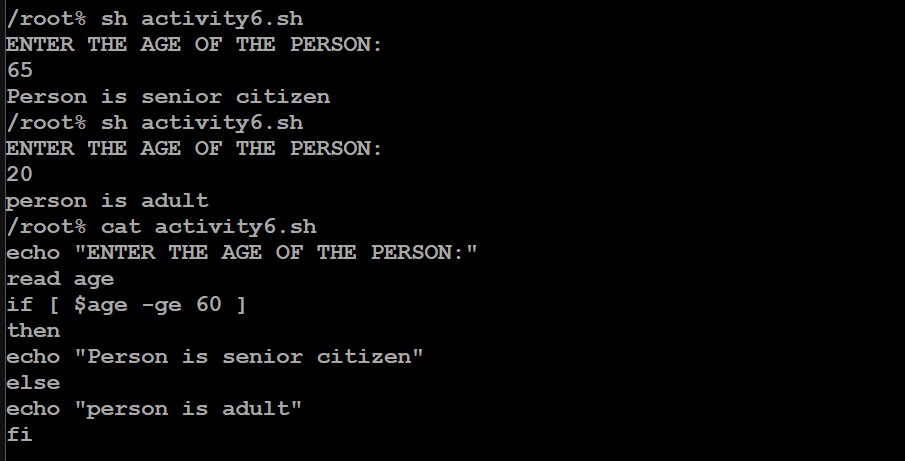 /root% sh activity6.sh
ENTER THE AGE OF THE PERSON:
65
Person is senior citizen
/root% sh activity6.sh
ENTER THE AGE OF THE PERSON:
20
person is adult
/root% cat activity6.sh
echo "ENTER THE AGE OF THE PERSON:"
read age
if [ $age -ge 60 ]
then
echo "Person is senior citizen"
else
echo "person is adult"
fi